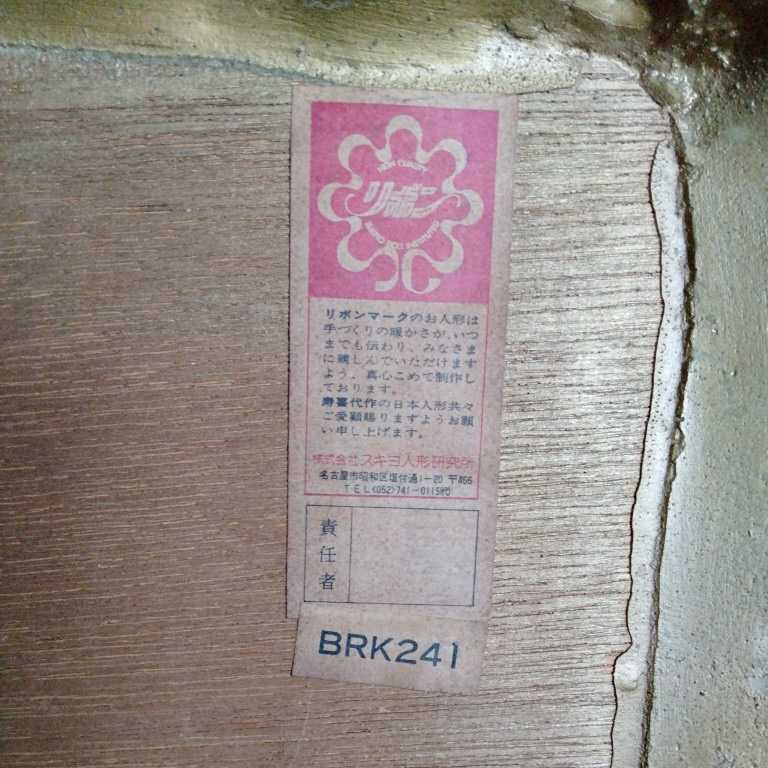 リボン
リボンマークのお人形は
手づくりの暖かさが、いつ
までも伝わり、みなさま
に親しんでいただけます
よう、真心こめて制作し
ております。
寿喜代作の日本人形共々
ご愛顧賜りますようお願
い申し上げます。
株式会社スキヨ人形研究所
名古屋市昭和区塩付通1-20 〒466
TEL<052>741-0115㈹
責任者
BRK241